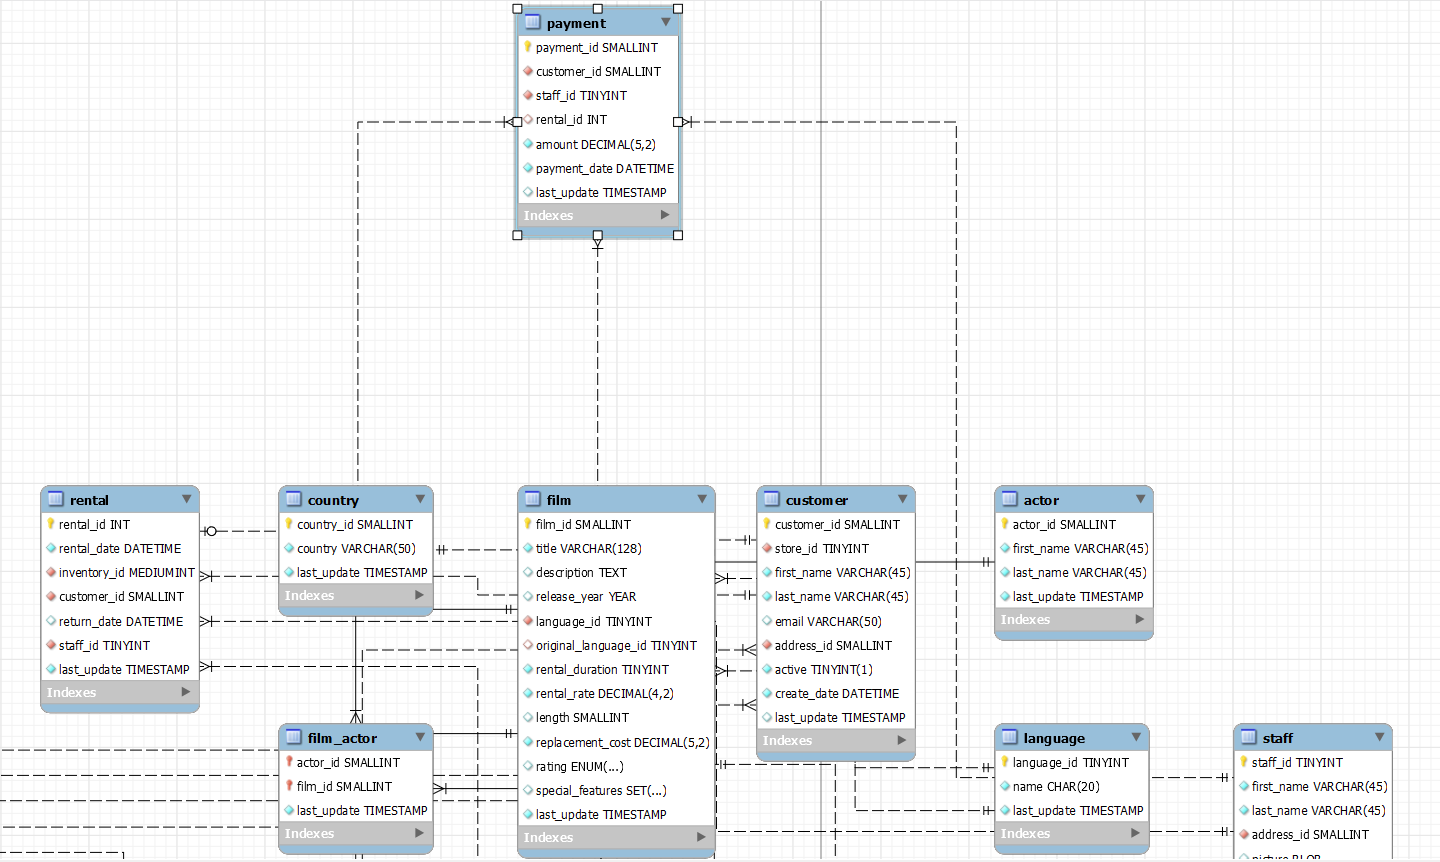 payment
payment_id SMALLINT
customer_id SMALLINT
staff_id TINYINT
rental_id INT
amount DECIMAL(5,2)
payment_date DATETIME
last_update TIMESTAMP
Indexes
rental
rental_id INT
rental_date DATETIME
inventory_id MEDIUMINT
customer_id SMALLINT
return_date DATETIME
staff_id TINYINT
last_update TIMESTAMP
Indexes
country
country_id SMALLINT
country VARCHAR(50)
last_update TIMESTAMP
Indexes
film_actor
actor_id SMALLINT
film_id SMALLINT
last_update TIMESTAMP
Indexes
film
film_id SMALLINT
title VARCHAR(128)
description TEXT
release_year YEAR
language_id TINYINT
original_language_id TINYINT
rental_duration TINYINT
rental_rate DECIMAL(4,2)
length SMALLINT
replacement_cost DECIMAL(5,2)
rating ENUM(...)
special_features SET(...)
last_update TIMESTAMP
Indexes
customer
customer_id SMALLINT
store_id TINYINT
first_name VARCHAR(45)
last_name VARCHAR(45)
email VARCHAR(50)
address_id SMALLINT
active TINYINT(1)
create_date DATETIME
last_update TIMESTAMP
Indexes
actor
actor_id SMALLINT
first_name VARCHAR(45)
last_name VARCHAR(45)
last_update TIMESTAMP
Indexes
language
language_id TINYINT
name CHAR(20)
last_update TIMESTAMP
Indexes
staff
staff_id TINYINT
first_name VARCHAR(45)
last_name VARCHAR(45)
address_id SMALLINT
picture BLOB